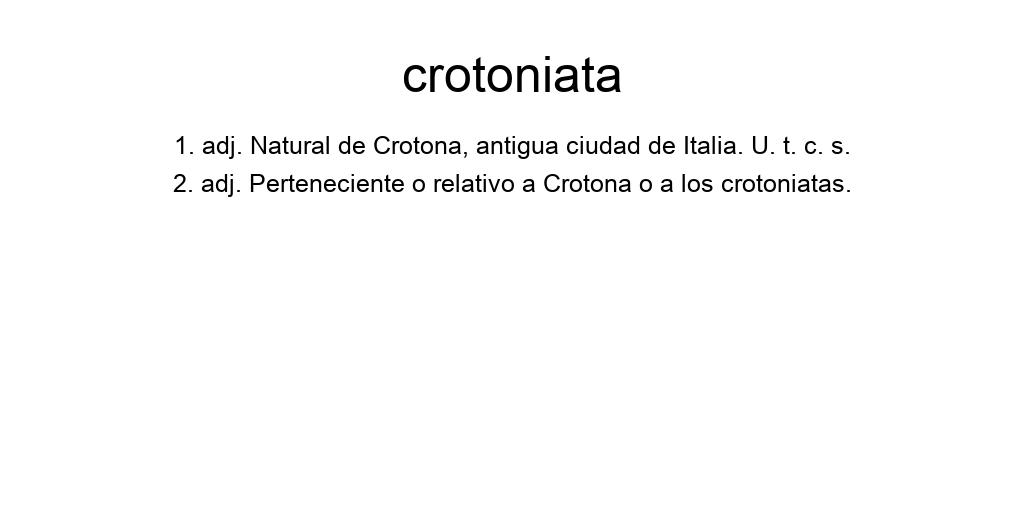 crotoniata
1. adj. Natural de Crotona, antigua ciudad de Italia. U. t. c. s.
2. adj. Perteneciente o relativo a Crotona o a los crotoniatas.